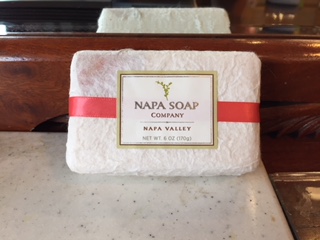 NAPA SOAP
COMPANY
NAPA VALLEY
NET WT 6 OZ (170g)